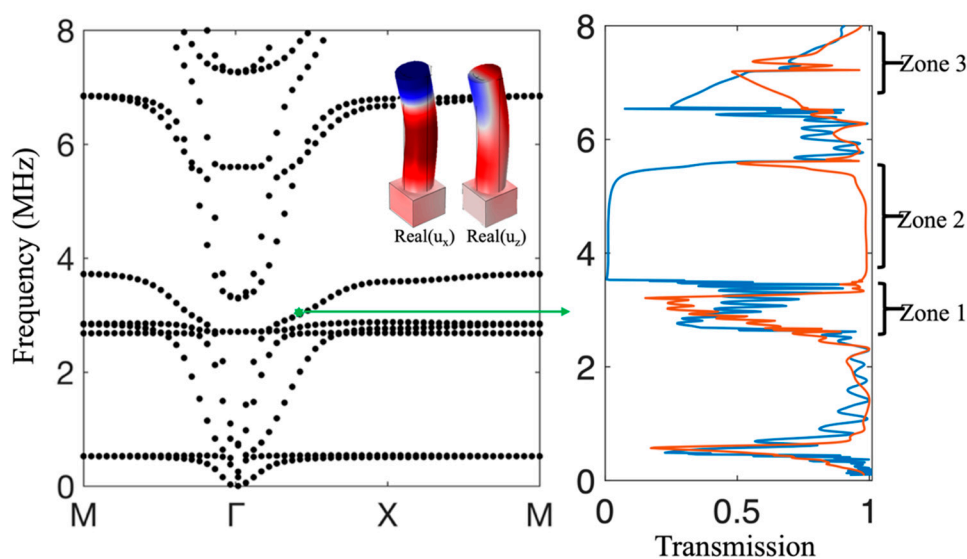 8
6
4
2
0
Frequency (MHz)
M
Γ
X
M
Real(uₓ)
Real(u_z)
8
6
4
2
0
0
0.5
1
Transmission
Zone 3
Zone 2
Zone 1